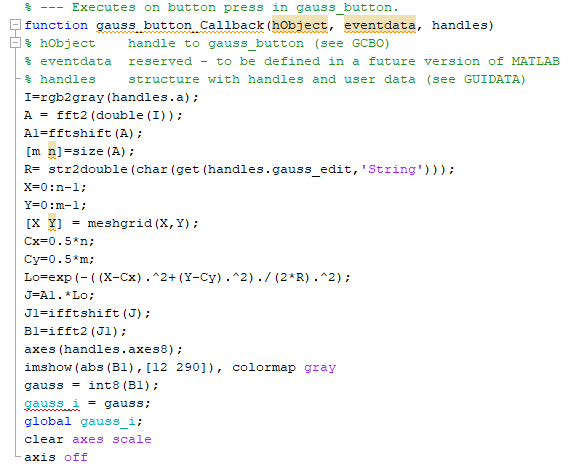 % --- Executes on button press in gauss_button.
function gauss_button_Callback(hObject, eventdata, handles)
% hObject    handle to gauss_button (see GCBO)
% eventdata  reserved - to be defined in a future version of MATLAB
% handles    structure with handles and user data (see GUIDATA)
I=rgb2gray(handles.a);
A = fft2(double(I));
A1=fftshift(A);
[m n]=size(A);
R= str2double(char(get(handles.gauss_edit,'String')));
X=0:n-1;
Y=0:m-1;
[X Y] = meshgrid(X,Y);
Cx=0.5*n;
Cy=0.5*m;
Lo=exp(-((X-Cx).^2+(Y-Cy).^2)./(2*R).^2);
J=A1.*Lo;
J1=ifftshift(J);
B1=ifft2(J1);
axes(handles.axes8);
imshow(abs(B1),[12 290]), colormap gray
gauss = int8(B1);
gauss_i = gauss;
global gauss_i;
clear axes scale
axis off